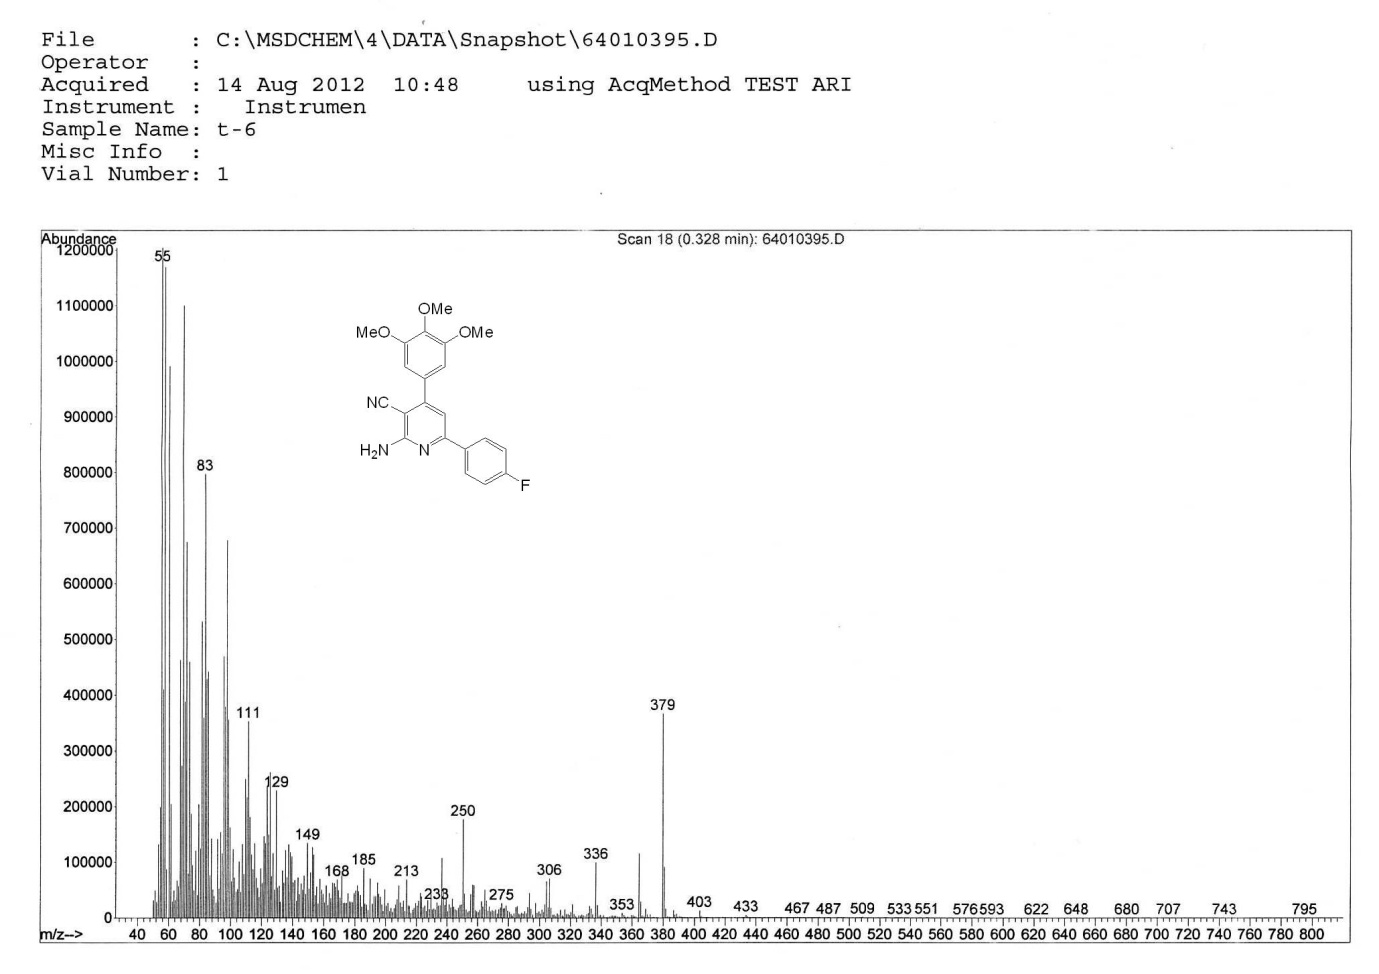 File : C:\MSDCHEM\4\DATA\Snapshot\64010395.D
Operator :
Acquired : 14 Aug 2012 10:48 using AcqMethod TEST ARI
Instrument : Instrumen
Sample Name: t-6
Misc Info :
Vial Number: 1
Abundance
Scan 18 (0.328 min): 64010395.D
1200000
55
1100000
OMe
MeO
OMe
1000000
NC
900000
H2N
N
83
F
800000
700000
600000
500000
400000
111
379
300000
129
200000
250
149
336
100000
168
185
213
233
275
306
353
403
433
467
487
509
533
551
576
593
622
648
680
707
743
795
0
m/z-->
40 60 80 100 120 140 160 180 200 220 240 260 280 300 320 340 360 380 400 420 440 460 480 500 520 540 560 580 600 620 640 660 680 700 720 740 760 780 800